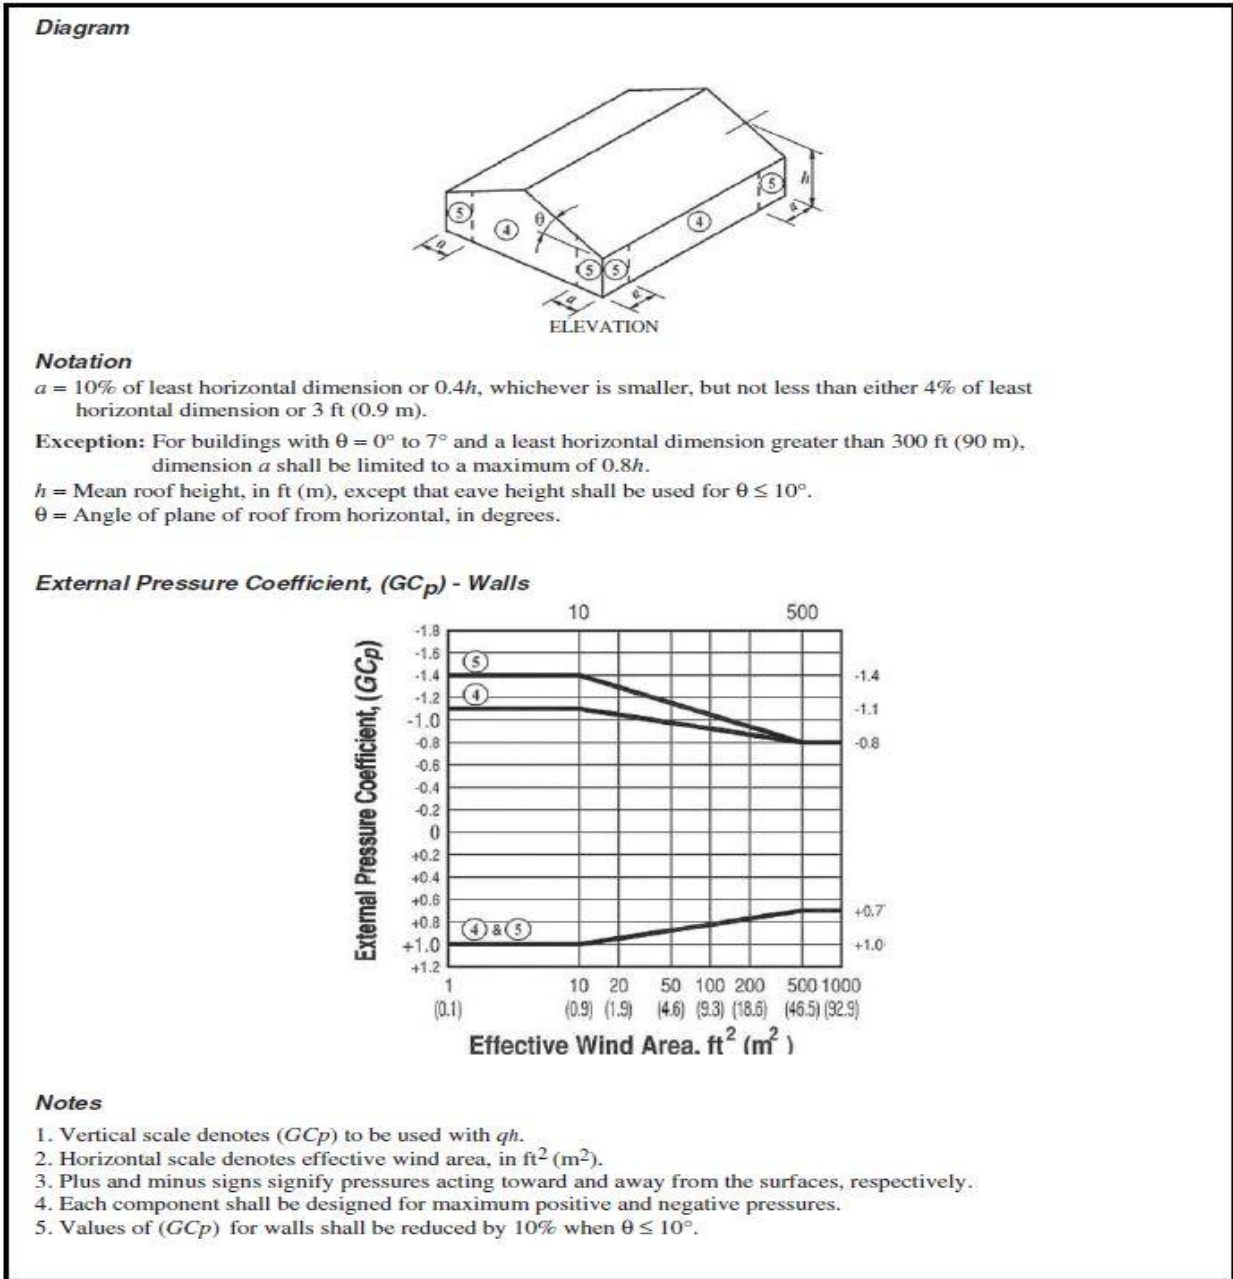 Diagram
5
4
θ
h
5
4
a
5
5
a
a
a
ELEVATION
Notation
a = 10% of least horizontal dimension or 0.4h, whichever is smaller, but not less than either 4% of least
horizontal dimension or 3 ft (0.9 m).
Exception: For buildings with θ = 0° to 7° and a least horizontal dimension greater than 300 ft (90 m),
dimension a shall be limited to a maximum of 0.8h.
h = Mean roof height, in ft (m), except that eave height shall be used for θ ≤ 10°.
θ = Angle of plane of roof from horizontal, in degrees.
External Pressure Coefficient, (GCp) - Walls
10 500
External Pressure Coefficient, (GCp)
-1.8
-1.6
-1.4
-1.2
-1.0
-0.8
-0.6
-0.4
-0.2
0
+0.2
+0.4
+0.6
+0.8
+1.0
+1.2
5
4
4 & 5
-1.4
-1.1
-0.8
+0.7
+1.0
1 10 20 50 100 200 500 1000
(0.1) (0.9) (1.9) (4.6) (9.3) (18.6) (46.5) (92.9)
Effective Wind Area. ft² (m²)
Notes
1. Vertical scale denotes (GCp) to be used with qh.
2. Horizontal scale denotes effective wind area, in ft² (m²).
3. Plus and minus signs signify pressures acting toward and away from the surfaces, respectively.
4. Each component shall be designed for maximum positive and negative pressures.
5. Values of (GCp) for walls shall be reduced by 10% when θ ≤ 10°.